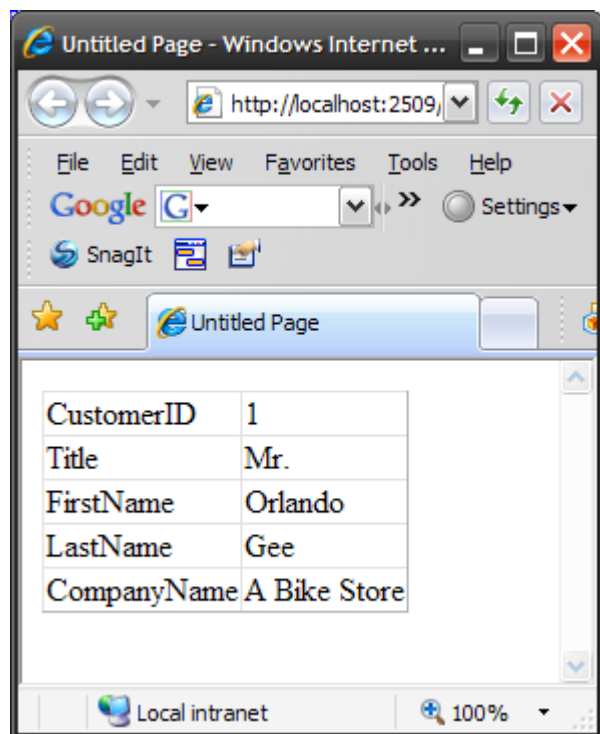 Untitled Page - Windows Internet ...
http://localhost:2509/
File Edit View Favorites Tools Help
Google G Settings
SnagIt
Untitled Page
CustomerID 1
Title Mr.
FirstName Orlando
LastName Gee
CompanyName A Bike Store
Local intranet 100%